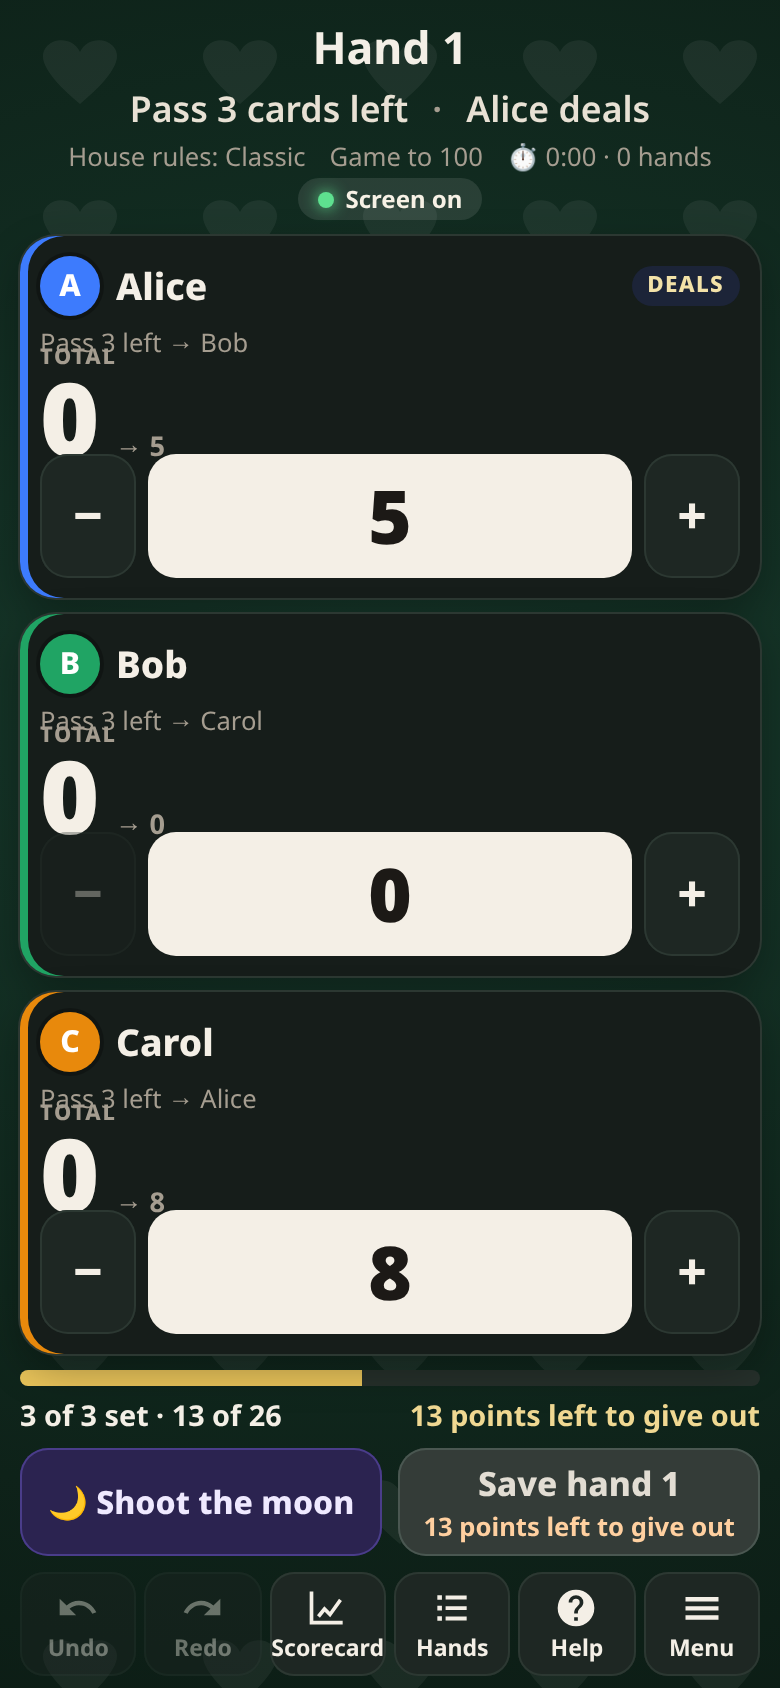 Hand 1
Pass 3 cards left · Alice deals
House rules: Classic Game to 100 ⏱️ 0:00 · 0 hands
Screen on
A Alice DEALS
Pass 3 left → Bob
TOTAL
0 → 5
− 5 +
B Bob
Pass 3 left → Carol
TOTAL
0 → 0
− 0 +
C Carol
Pass 3 left → Alice
TOTAL
0 → 8
− 8 +
3 of 3 set · 13 of 26 13 points left to give out
🌙 Shoot the moon
Save hand 1
13 points left to give out
Undo Redo Scorecard Hands Help Menu